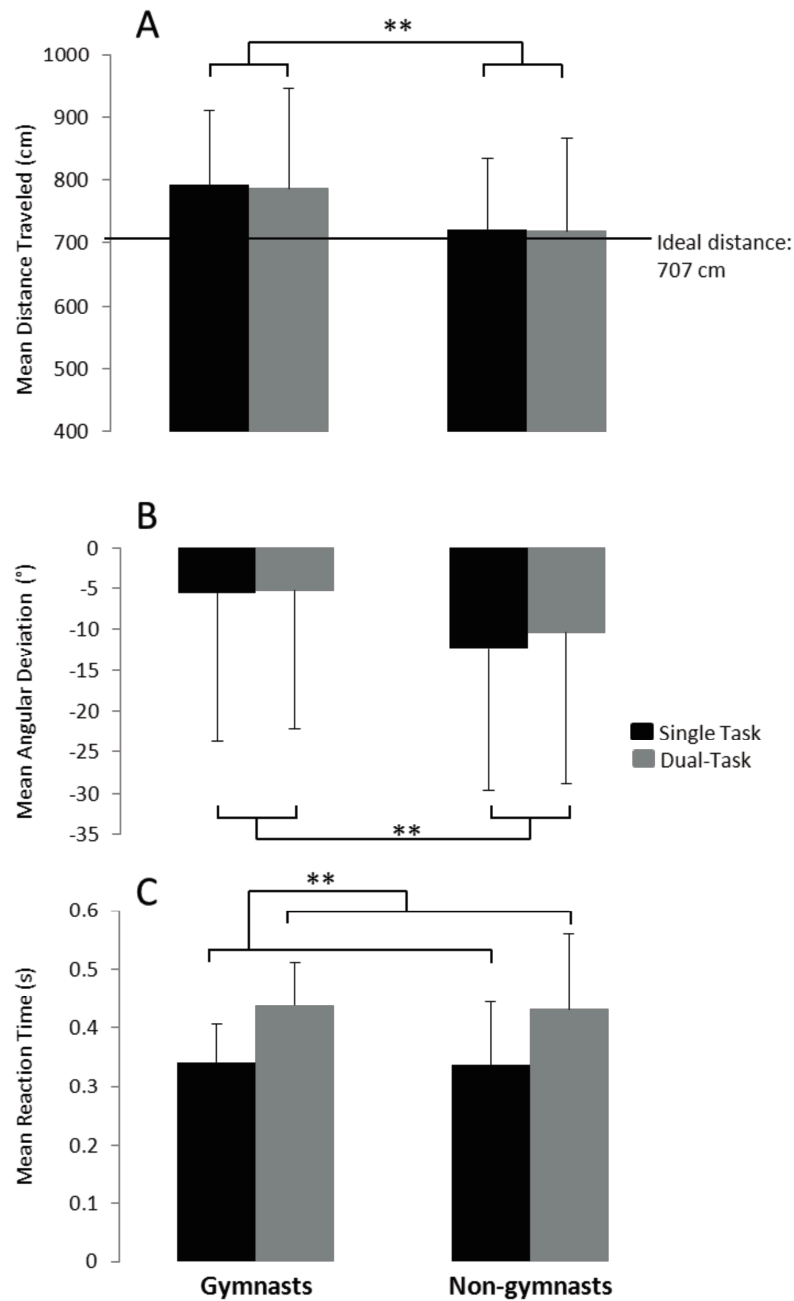 A
**
1000
900
800
700
600
500
400
Mean Distance Traveled (cm)
Ideal distance:
707 cm
B
0
-5
-10
-15
-20
-25
-30
-35
Mean Angular Deviation (°)
**
Single Task
Dual-Task
C
**
0.6
0.5
0.4
0.3
0.2
0.1
0
Mean Reaction Time (s)
Gymnasts
Non-gymnasts